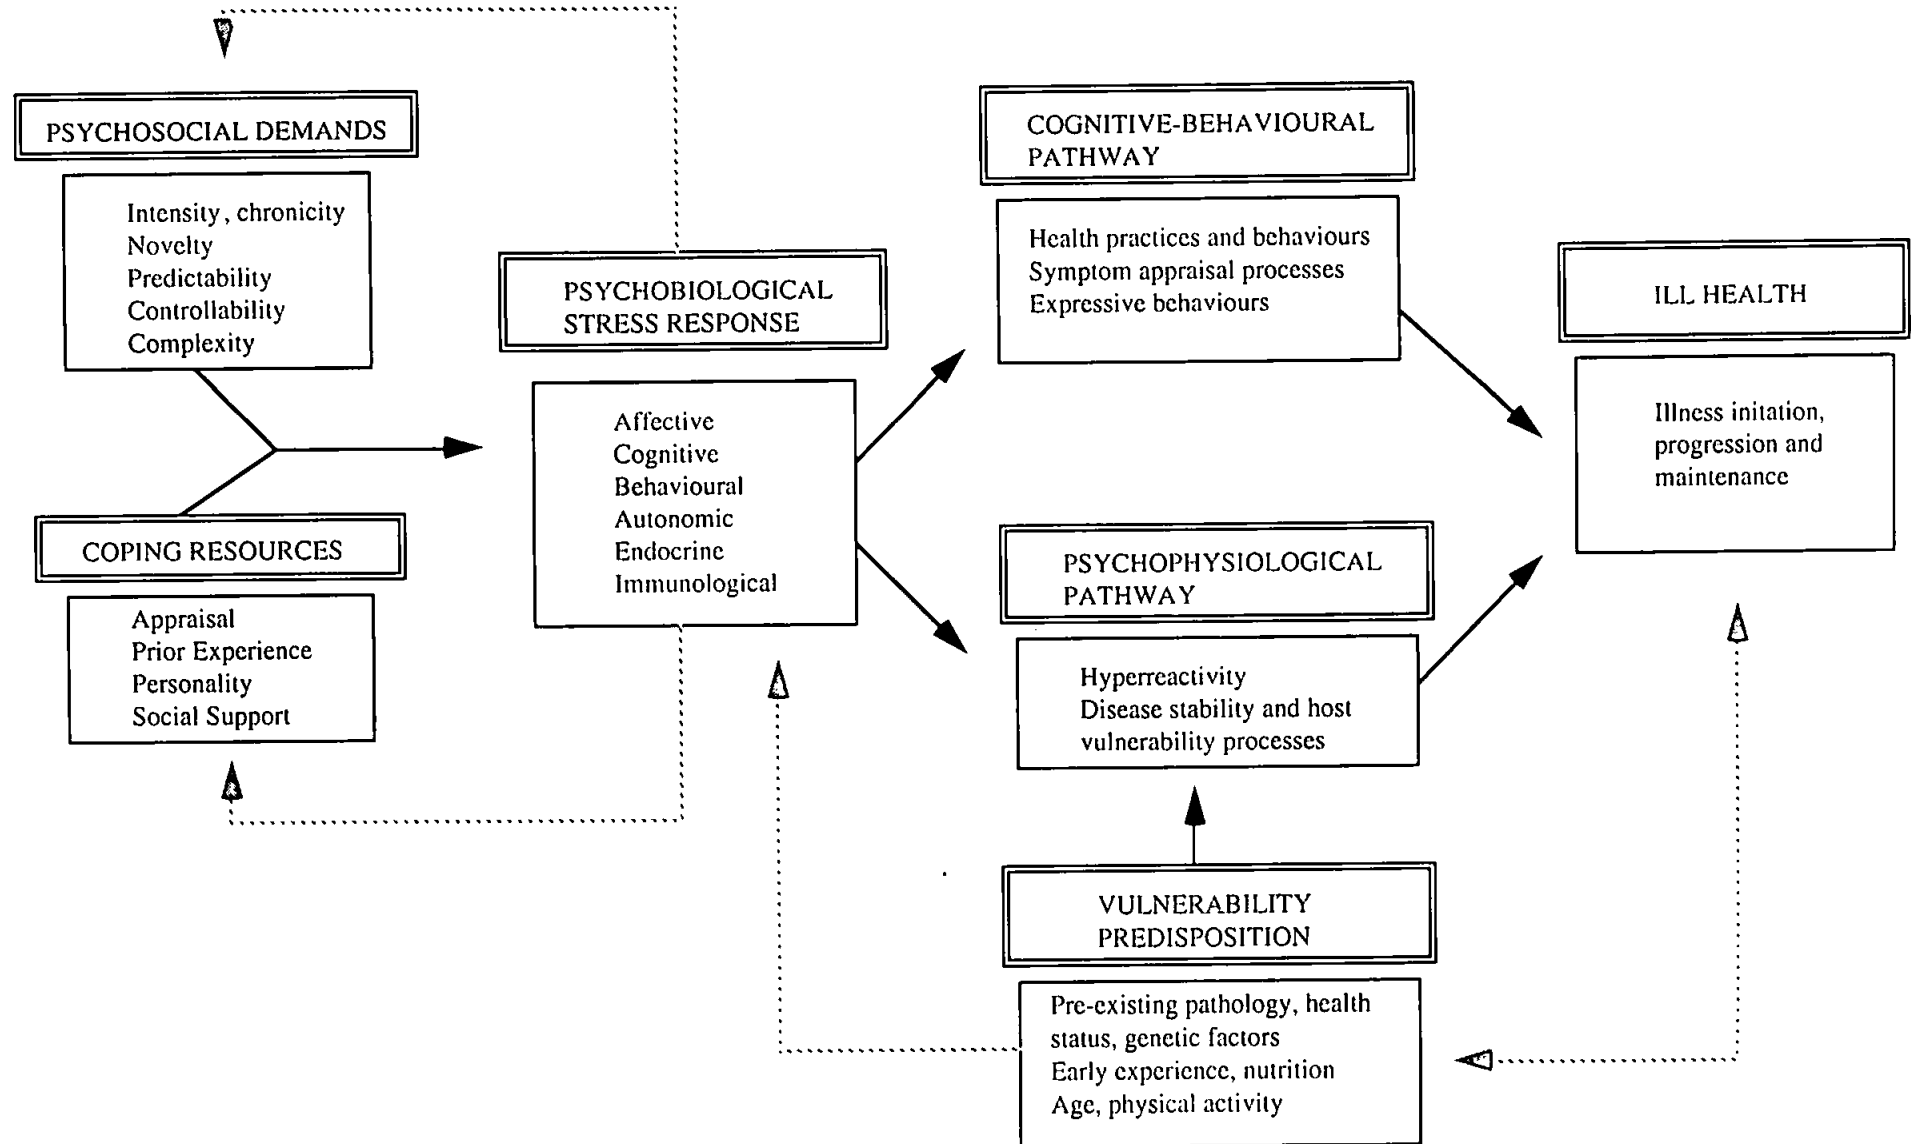 PSYCHOSOCIAL DEMANDS
Intensity, chronicity
Novelty
Predictability
Controllability
Complexity
COPING RESOURCES
Appraisal
Prior Experience
Personality
Social Support
PSYCHOBIOLOGICAL
STRESS RESPONSE
Affective
Cognitive
Behavioural
Autonomic
Endocrine
Immunological
COGNITIVE-BEHAVIOURAL
PATHWAY
Health practices and behaviours
Symptom appraisal processes
Expressive behaviours
PSYCHOPHYSIOLOGICAL
PATHWAY
Hyperreactivity
Disease stability and host
vulnerability processes
VULNERABILITY
PREDISPOSITION
Pre-existing pathology, health
status, genetic factors
Early experience, nutrition
Age, physical activity
ILL HEALTH
Illness initation,
progression and
maintenance